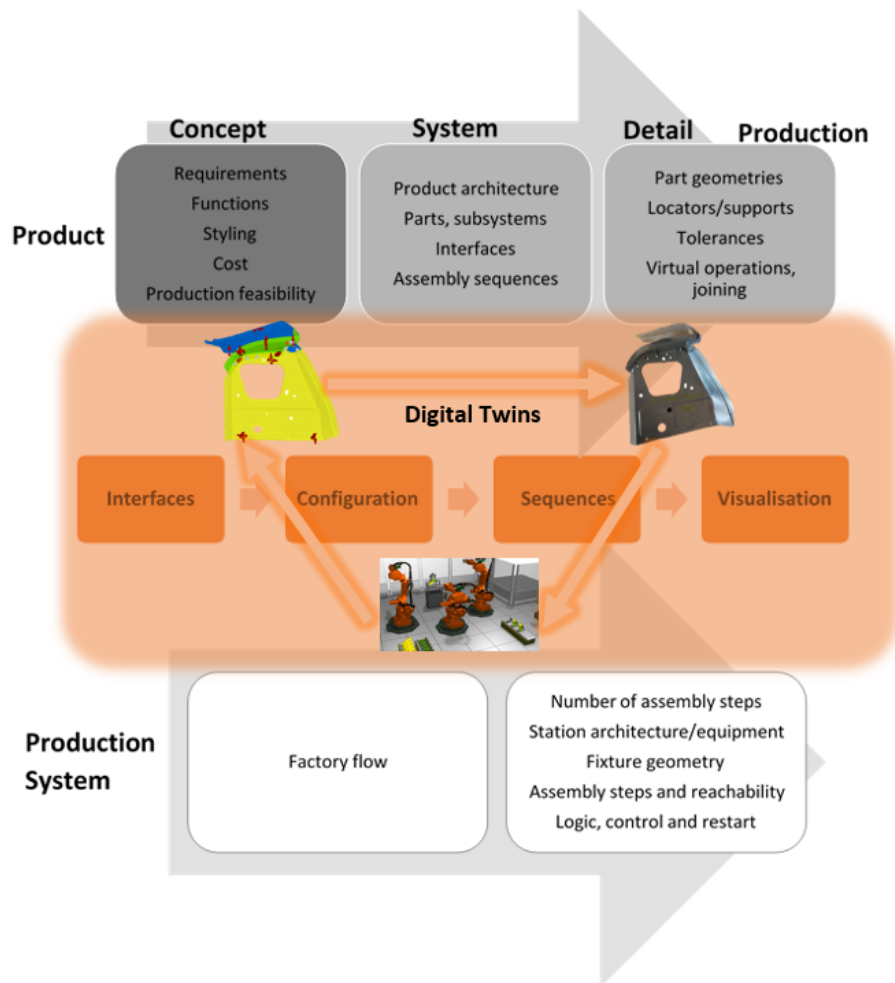 Concept
System
Detail
Production
Product
Requirements
Functions
Styling
Cost
Production feasibility
Product architecture
Parts, subsystems
Interfaces
Assembly sequences
Part geometries
Locators/supports
Tolerances
Virtual operations,
joining
Digital Twins
Interfaces
Configuration
Sequences
Visualisation
Production
System
Factory flow
Number of assembly steps
Station architecture/equipment
Fixture geometry
Assembly steps and reachability
Logic, control and restart